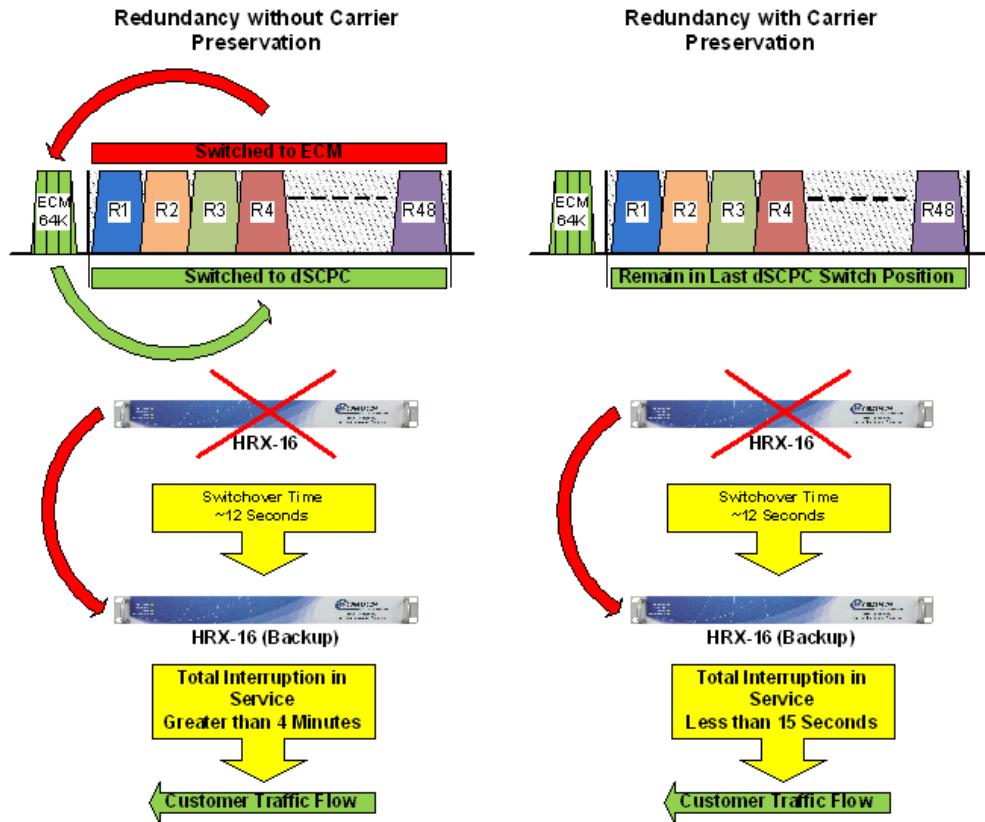 Redundancy without Carrier
Preservation
Switched to ECM
ECM
64K
R1
R2
R3
R4
R48
Switched to dSCPC
HRX-16
Switchover Time
~12 Seconds
HRX-16 (Backup)
Total Interruption in
Service
Greater than 4 Minutes
Customer Traffic Flow
Redundancy with Carrier
Preservation
ECM
64K
R1
R2
R3
R4
R48
Remain in Last dSCPC Switch Position
HRX-16
Switchover Time
~12 Seconds
HRX-16 (Backup)
Total Interruption in
Service
Less than 15 Seconds
Customer Traffic Flow